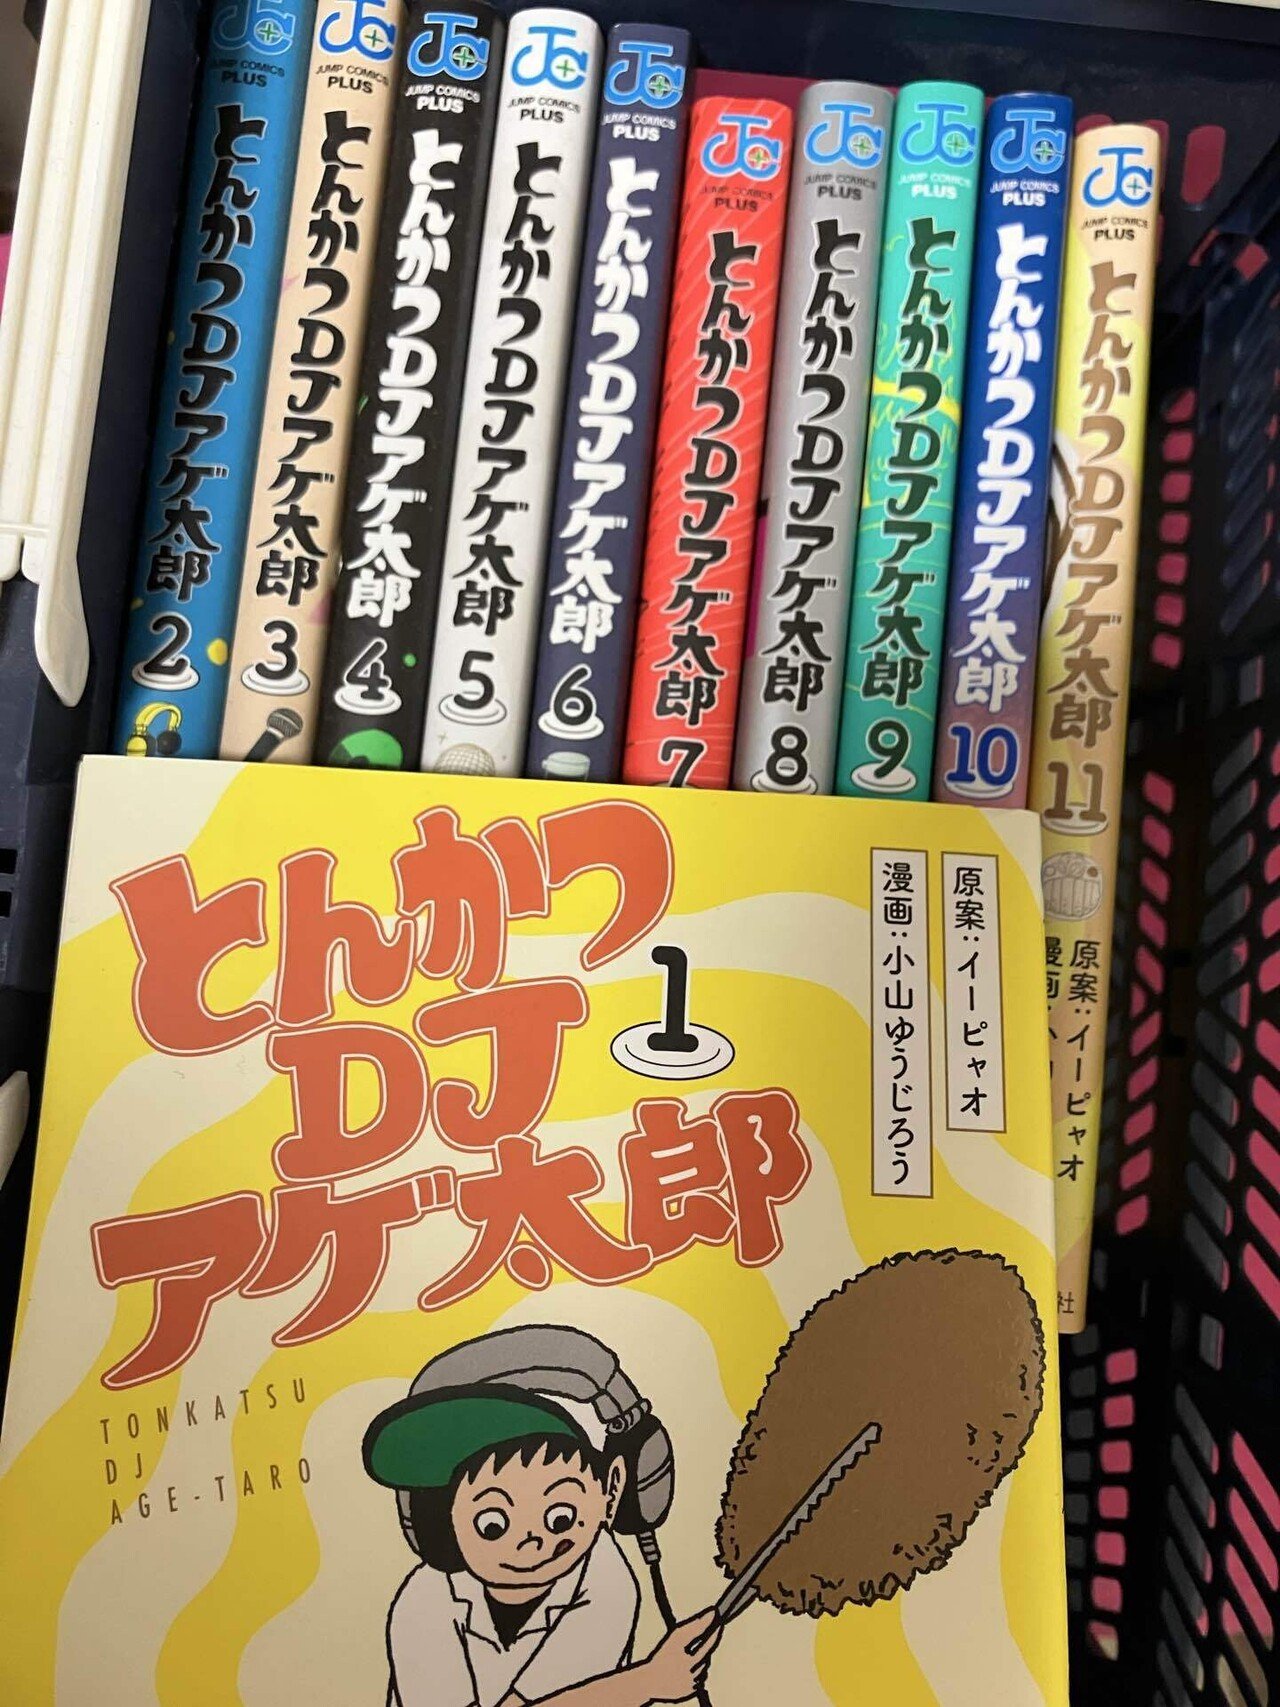 JUMP COMICS PLUS
とんかつDJアゲ太郎 2
JUMP COMICS PLUS
とんかつDJアゲ太郎 3
JUMP COMICS PLUS
とんかつDJアゲ太郎 4
JUMP COMICS PLUS
とんかつDJアゲ太郎 5
JUMP COMICS PLUS
とんかつDJアゲ太郎 6
JUMP COMICS PLUS
とんかつDJアゲ太郎 7
JUMP COMICS PLUS
とんかつDJアゲ太郎 8
JUMP COMICS PLUS
とんかつDJアゲ太郎 9
JUMP COMICS PLUS
とんかつDJアゲ太郎 10
JUMP COMICS PLUS
とんかつDJアゲ太郎 11
原案:イーピャオ
漫画:小
社
とんかつ
DJ
アゲ太郎
1
原案:イーピャオ
漫画:小山ゆうじろう
TONKATSU
DJ
AGE-TARO